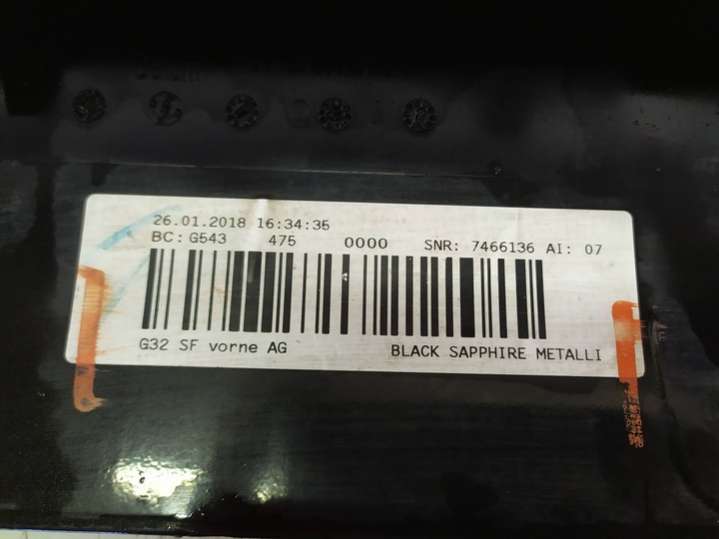 26.01.2018 16:34:35
BC: G543 475 0000 SNR: 7466136 AI: 07
G32 SF vorne AG BLACK SAPPHIRE METALLI